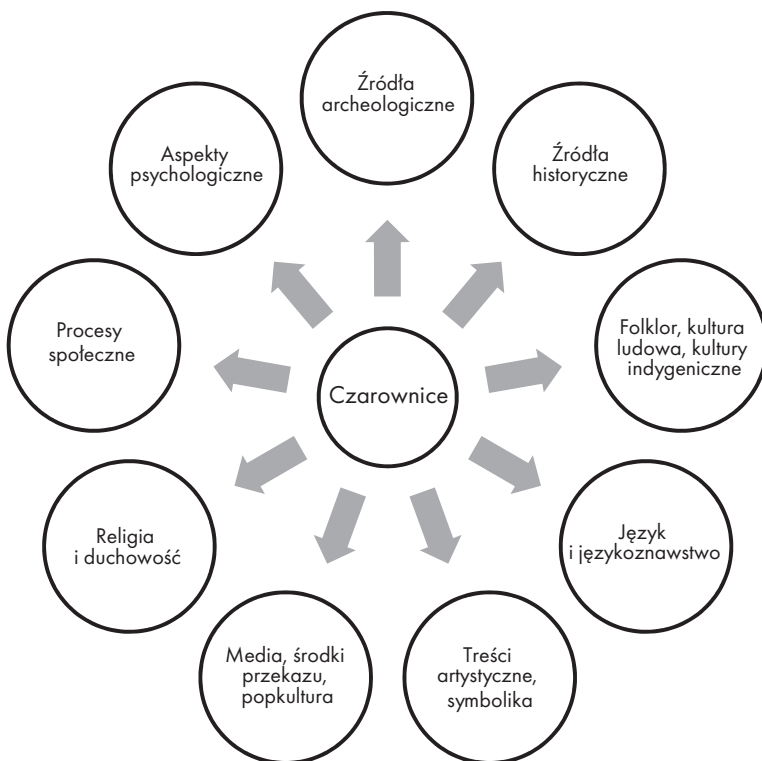 Źródła
archeologiczne
Źródła
historyczne
Folklor, kultura
ludowa, kultury
indygeniczne
Język
i językoznawstwo
Treści
artystyczne,
symbolika
Media, środki
przekazu,
popkultura
Religia
i duchowość
Procesy
społeczne
Aspekty
psychologiczne
Czarownice